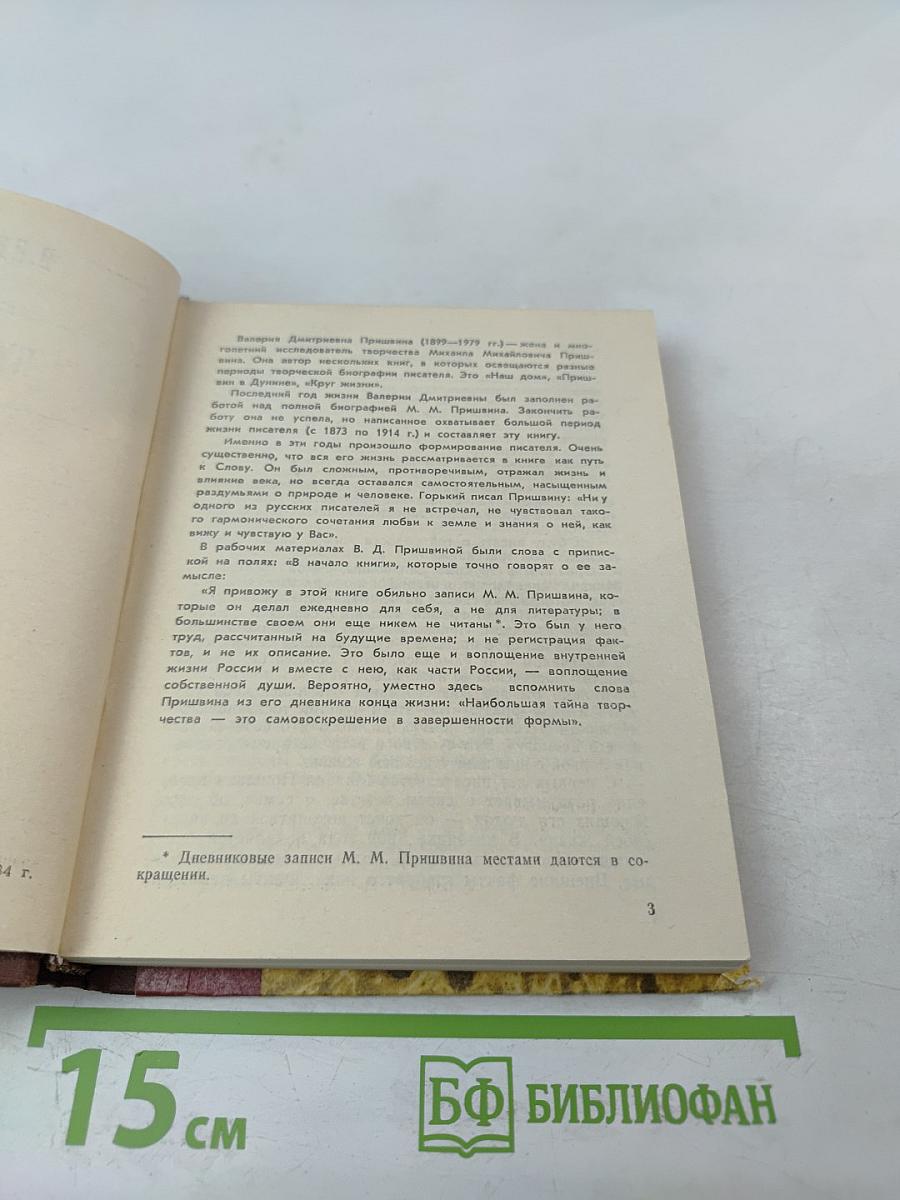 Валерия Дмитриевна Пришвина (1899—1979 гг.) — жена и мно-
голетний исследователь творчества Михаила Михайловича Приш-
вина. Она автор нескольких книг, в которых освещаются разные
периоды творческой биографии писателя. Это «Наш дом», «Приш-
вин в Дунине», «Круг жизни».
Последний год жизни Валерии Дмитриевны был заполнен ра-
ботой над полной биографией М. М. Пришвина. Закончить ра-
боту она не успела, но написанное охватывает большой период
жизни писателя (с 1873 по 1914 г.) и составляет эту книгу.
Именно в эти годы произошло формирование писателя. Очень
существенно, что вся его жизнь рассматривается в книге как путь
к Слову. Он был сложным, противоречивым, отражал жизнь и
влияние века, но всегда оставался самостоятельным, насыщенным
раздумьями о природе и человеке. Горький писал Пришвину: «Ни у
одного из русских писателей я не встречал, не чувствовал тако-
го гармонического сочетания любви к земле и знания о ней, как
вижу и чувствую у Вас».
В рабочих материалах В. Д. Пришвиной были слова с припис-
кой на полях: «В начало книги», которые точно говорят о ее за-
мысле:
«Я привожу в этой книге обильно записи М. М. Пришвина, ко-
торые он делал ежедневно для себя, а не для литературы; в
большинстве своем они еще никем не читаны*. Это был у него
труд, рассчитанный на будущие времена; и не регистрация фак-
тов, и не их описание. Это было еще и воплощение внутренней
жизни России и вместе с нею, как части России, — воплощение
собственной души. Вероятно, уместно здесь вспомнить слова
Пришвина из его дневника конца жизни: «Наибольшая тайна твор-
чества — это самовоскрешение в завершенности формы».
* Дневниковые записи М. М. Пришвина местами даются в со-
кращении.
3
84 г.
15 см
БФ БИБЛИОФАН